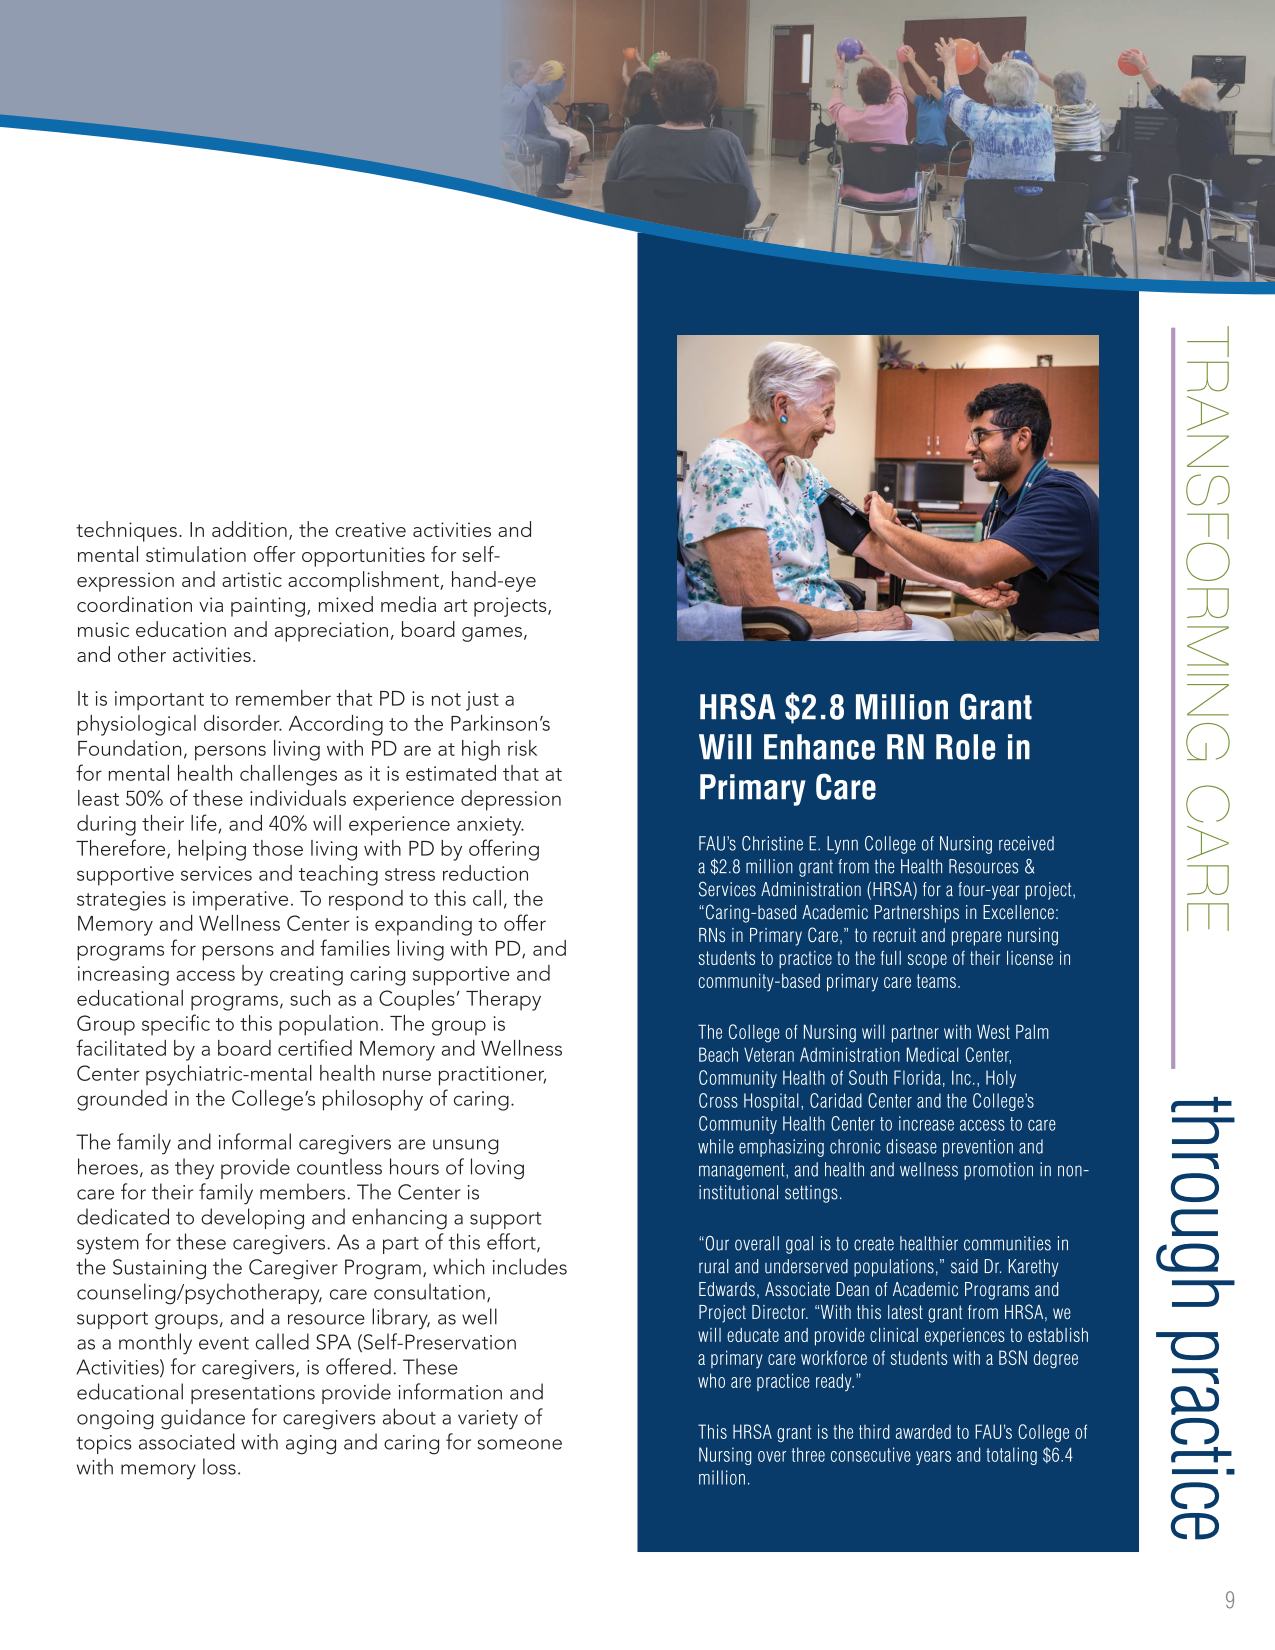 techniques. In addition, the creative activities and
mental stimulation offer opportunities for self-
expression and artistic accomplishment, hand-eye
coordination via painting, mixed media art projects,
music education and appreciation, board games,
and other activities.
It is important to remember that PD is not just a
physiological disorder. According to the Parkinson’s
Foundation, persons living with PD are at high risk
for mental health challenges as it is estimated that at
least 50% of these individuals experience depression
during their life, and 40% will experience anxiety.
Therefore, helping those living with PD by offering
supportive services and teaching stress reduction
strategies is imperative. To respond to this call, the
Memory and Wellness Center is expanding to offer
programs for persons and families living with PD, and
increasing access by creating caring supportive and
educational programs, such as a Couples’ Therapy
Group specific to this population. The group is
facilitated by a board certified Memory and Wellness
Center psychiatric-mental health nurse practitioner,
grounded in the College’s philosophy of caring.
The family and informal caregivers are unsung
heroes, as they provide countless hours of loving
care for their family members. The Center is
dedicated to developing and enhancing a support
system for these caregivers. As a part of this effort,
the Sustaining the Caregiver Program, which includes
counseling/psychotherapy, care consultation,
support groups, and a resource library, as well
as a monthly event called SPA (Self-Preservation
Activities) for caregivers, is offered. These
educational presentations provide information and
ongoing guidance for caregivers about a variety of
topics associated with aging and caring for someone
with memory loss.
HRSA $2.8 Million Grant
Will Enhance RN Role in
Primary Care
FAU’s Christine E. Lynn College of Nursing received
a $2.8 million grant from the Health Resources &
Services Administration (HRSA) for a four-year project,
“Caring-based Academic Partnerships in Excellence:
RNs in Primary Care,” to recruit and prepare nursing
students to practice to the full scope of their license in
community-based primary care teams.
The College of Nursing will partner with West Palm
Beach Veteran Administration Medical Center,
Community Health of South Florida, Inc., Holy
Cross Hospital, Caridad Center and the College’s
Community Health Center to increase access to care
while emphasizing chronic disease prevention and
management, and health and wellness promotion in non-
institutional settings.
“Our overall goal is to create healthier communities in
rural and underserved populations,” said Dr. Karethy
Edwards, Associate Dean of Academic Programs and
Project Director. “With this latest grant from HRSA, we
will educate and provide clinical experiences to establish
a primary care workforce of students with a BSN degree
who are practice ready.”
This HRSA grant is the third awarded to FAU’s College of
Nursing over three consecutive years and totaling $6.4
million.
TRANSFORMING CARE
through practice
9